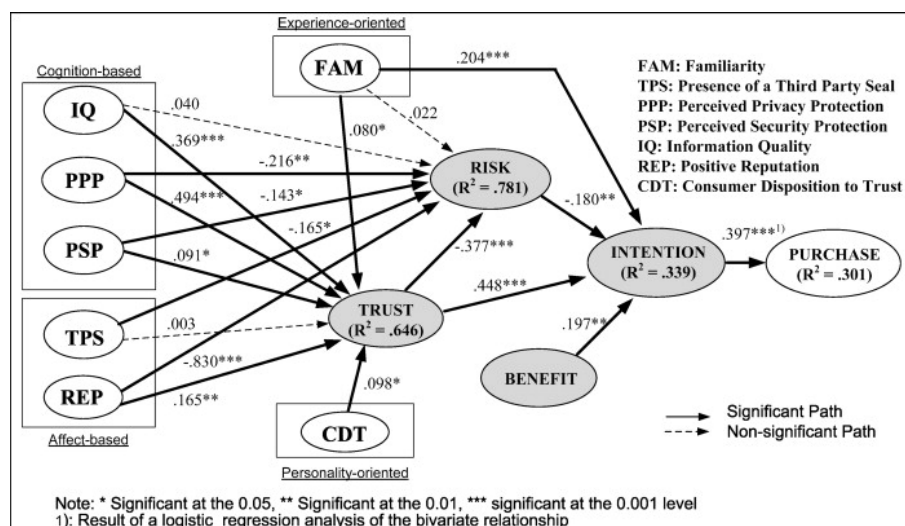 Experience-oriented
FAM
.204***
FAM: Familiarity
TPS: Presence of a Third Party Seal
PPP: Perceived Privacy Protection
PSP: Perceived Security Protection
IQ: Information Quality
REP: Positive Reputation
CDT: Consumer Disposition to Trust
Cognition-based
IQ
.040
.022
.369***
.080*
PPP
-.216**
RISK
(R² = .781)
.494***
-.143*
-.180**
PSP
-.165*
.091*
-.377***
INTENTION
(R² = .339)
.397***1)
PURCHASE
(R² = .301)
TPS
.003
TRUST
(R² = .646)
.448***
.197**
-.830***
REP
.165**
.098*
BENEFIT
Affect-based
CDT
Personality-oriented
Significant Path
Non-significant Path
Note: * Significant at the 0.05, ** Significant at the 0.01, *** significant at the 0.001 level
1): Result of a logistic regression analysis of the bivariate relationship